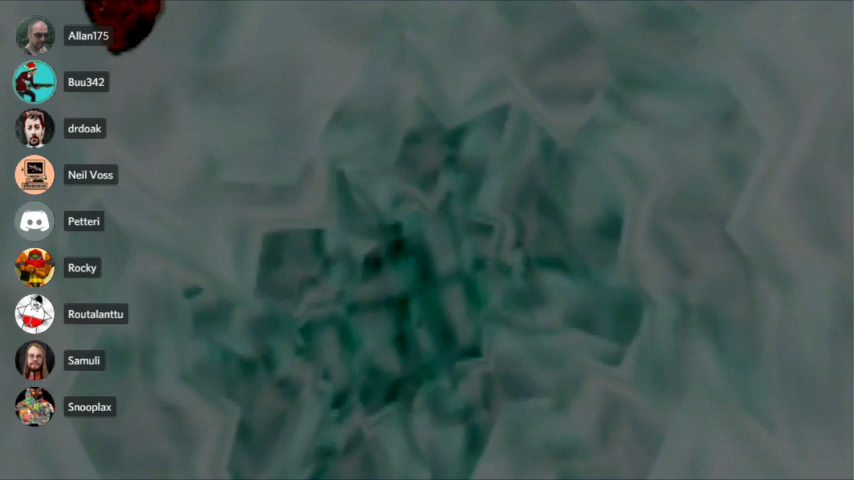 Allan175
Buu342
drdoak
Neil Voss
Petteri
Rocky
Routalanttu
Samuli
Snooplax